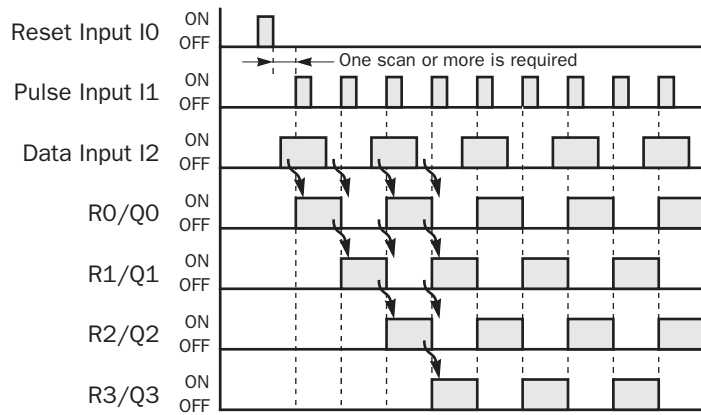 Reset Input I0 ON
OFF
One scan or more is required
Pulse Input I1 ON
OFF
Data Input I2 ON
OFF
R0/Q0 ON
OFF
R1/Q1 ON
OFF
R2/Q2 ON
OFF
R3/Q3 ON
OFF